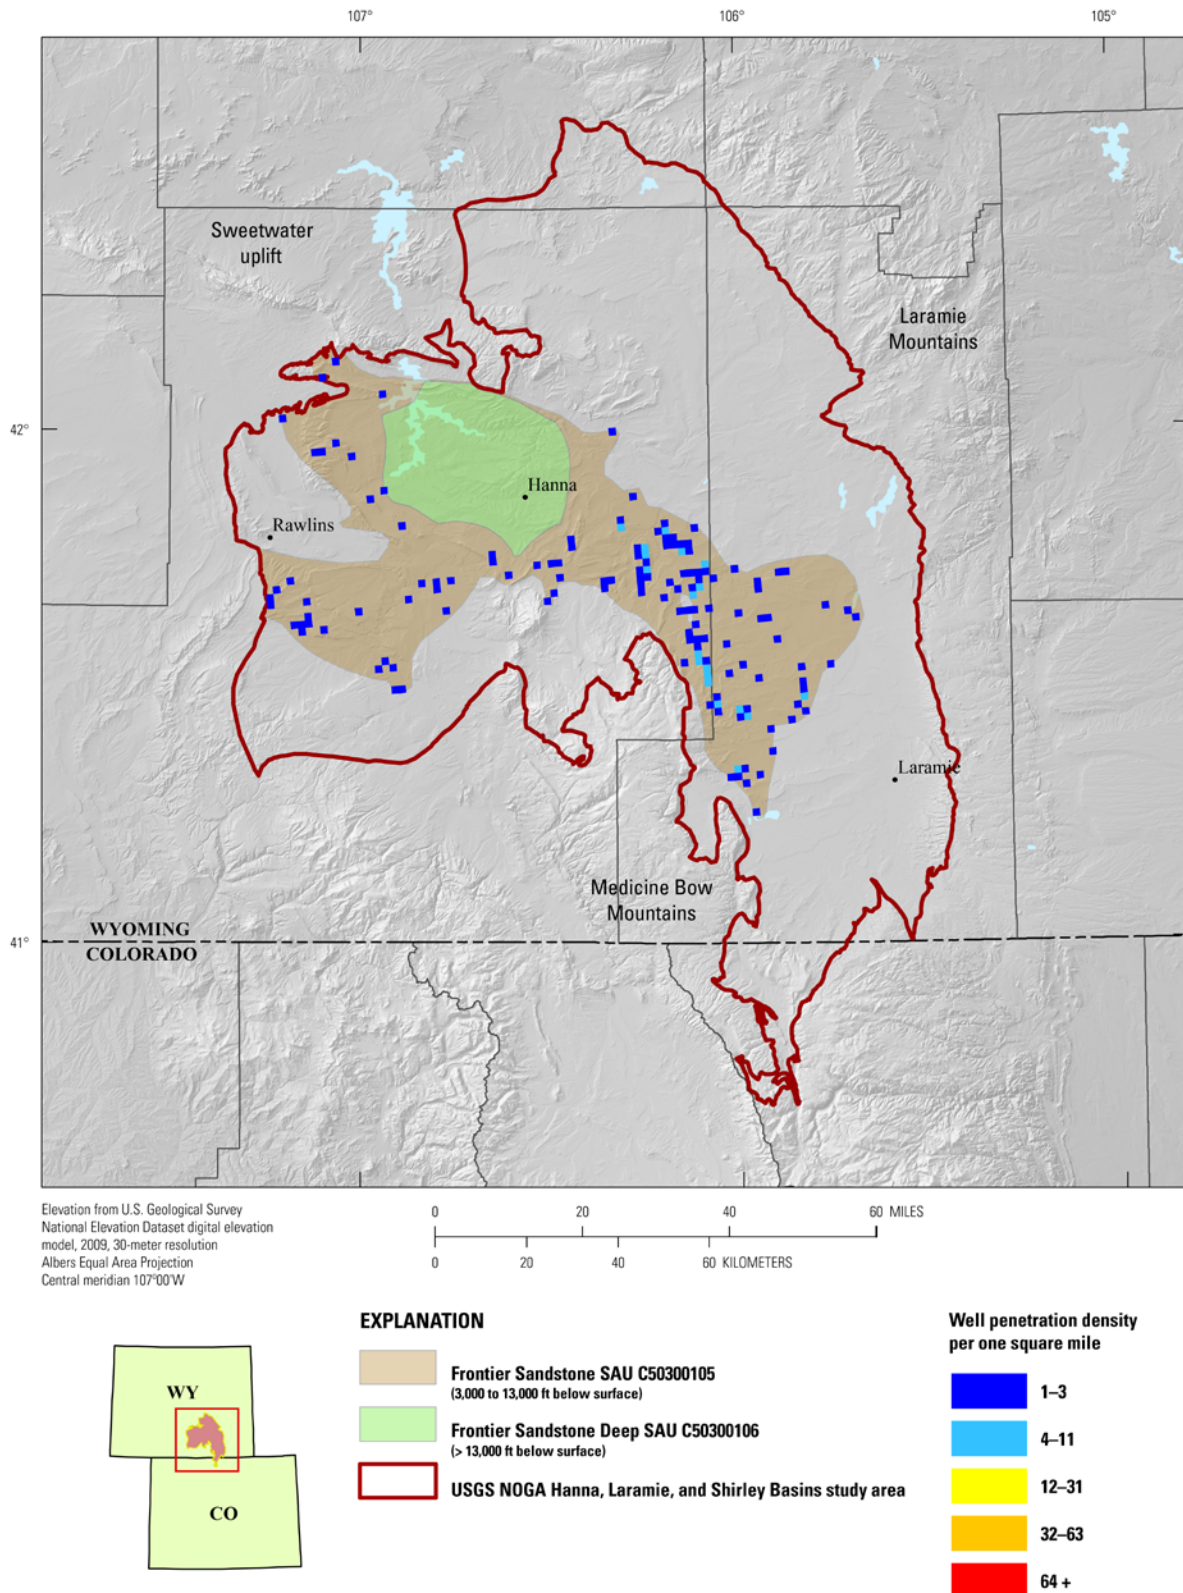 107°
106°
105°
Sweetwater
uplift
Laramie
Mountains
42°
Hanna
Rawlins
Laramie
Medicine Bow
Mountains
WYOMING
41°
COLORADO
Elevation from U.S. Geological Survey
National Elevation Dataset digital elevation
model, 2009, 30-meter resolution
Albers Equal Area Projection
Central meridian 107°00'W
0 20 40 60 MILES
0 20 40 60 KILOMETERS
EXPLANATION
Frontier Sandstone SAU C50300105
(3,000 to 13,000 ft below surface)
Frontier Sandstone Deep SAU C50300106
(> 13,000 ft below surface)
USGS NOGA Hanna, Laramie, and Shirley Basins study area
Well penetration density
per one square mile
1–3
4–11
12–31
32–63
64 +
WY
CO